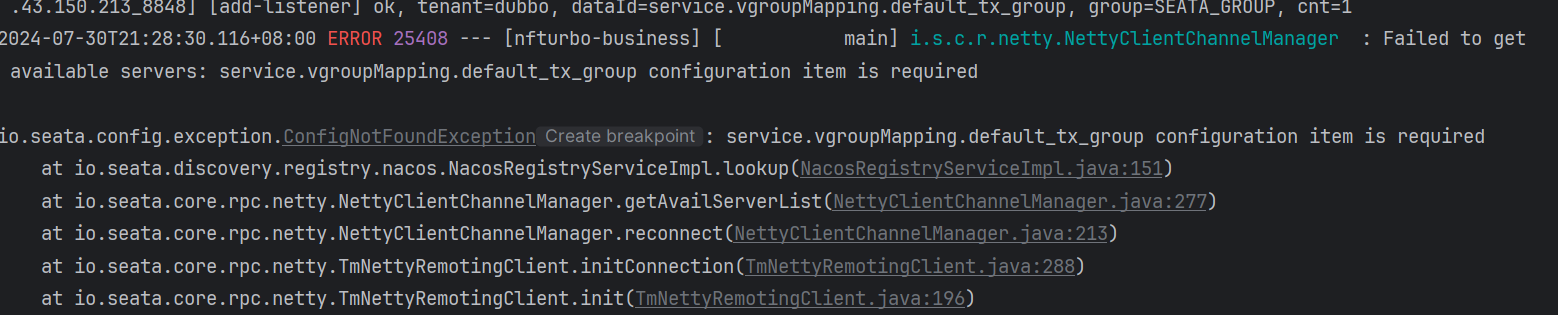 .43.150.213_8848] [add-listener] ok, tenant=dubbo, dataId=service.vgroupMapping.default_tx_group, group=SEATA_GROUP, cnt=1
2024-07-30T21:28:30.116+08:00 ERROR 25408 --- [nfturbo-business] [           main] i.s.c.r.netty.NettyClientChannelManager  : Failed to get
available servers: service.vgroupMapping.default_tx_group configuration item is required
io.seata.config.exception.ConfigNotFoundException Create breakpoint : service.vgroupMapping.default_tx_group configuration item is required
at io.seata.discovery.registry.nacos.NacosRegistryServiceImpl.lookup(NacosRegistryServiceImpl.java:151)
at io.seata.core.rpc.netty.NettyClientChannelManager.getAvailServerList(NettyClientChannelManager.java:277)
at io.seata.core.rpc.netty.NettyClientChannelManager.reconnect(NettyClientChannelManager.java:213)
at io.seata.core.rpc.netty.TmNettyRemotingClient.initConnection(TmNettyRemotingClient.java:288)
at io.seata.core.rpc.netty.TmNettyRemotingClient.init(TmNettyRemotingClient.java:196)